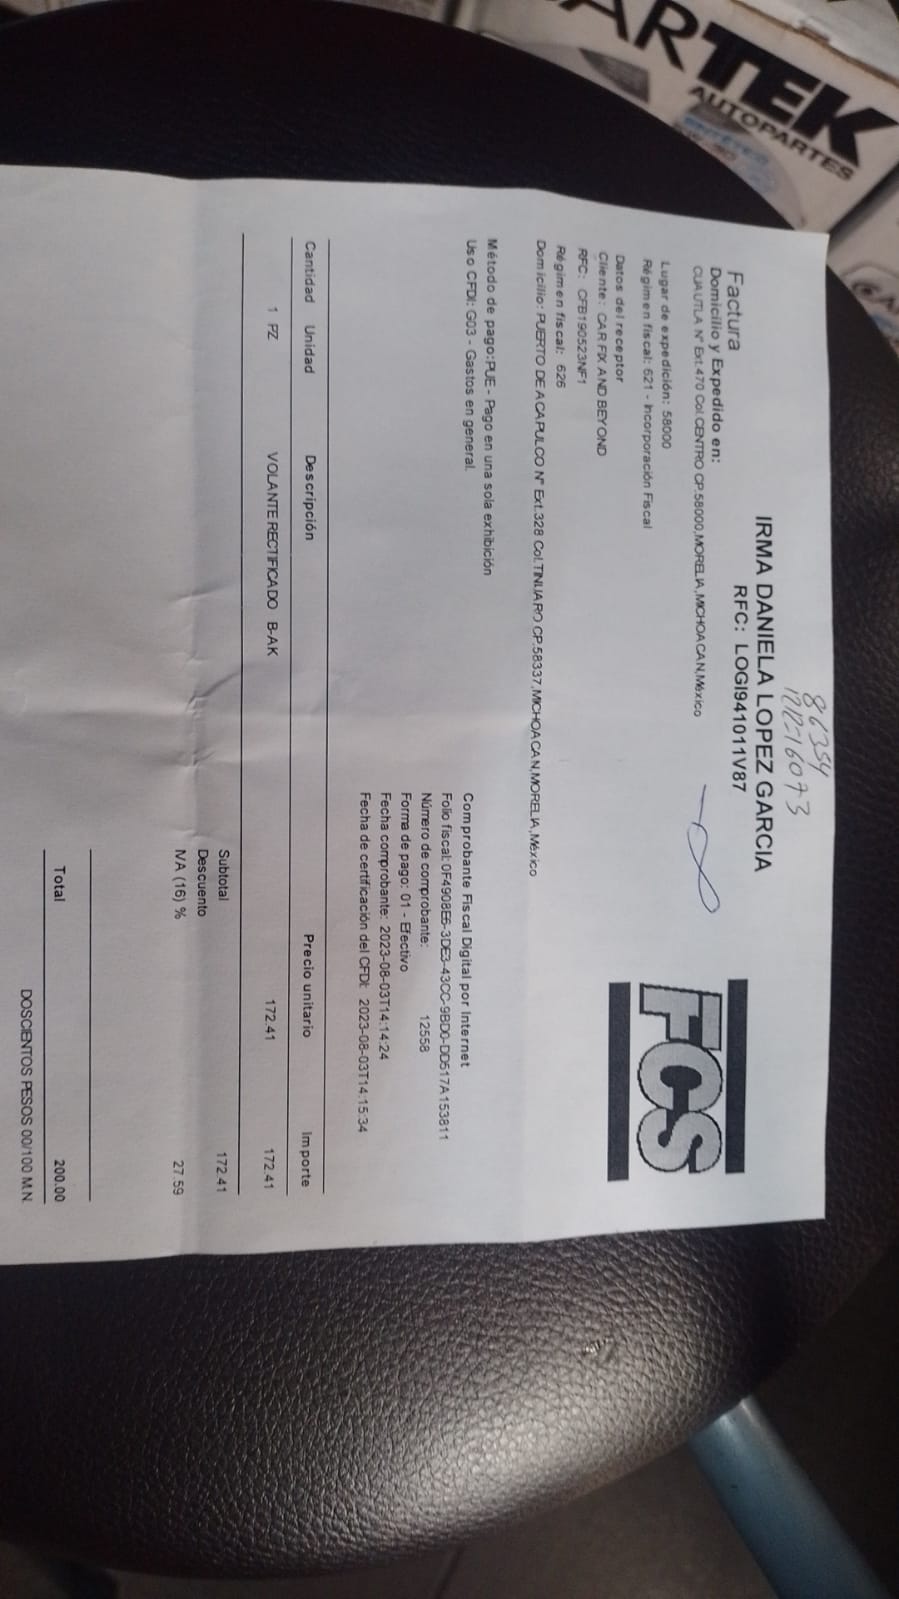 ARTEK
AUTOPARTES
86354
IRMA DANIELA LOPEZ GARCIA
RFC: LOGI941011V87
FCS
Factura
Domicilio y Expedido en:
CUAUTLA N° Ext.470 Col.CENTRO CP.58000,MORELIA,MICHOACAN,México
Lugar de expedición: 58000
Régimen fiscal: 621 - Incorporación Fiscal
Datos del receptor
Cliente: CAR FIX AND BEYOND
RFC: CFB190523NF1
Régimen fiscal: 626
Domicilio: PUERTO DE ACAPULCO N° Ext.328 Col.TINIJARO CP.58337,MICHOACAN,MORELIA,México
Método de pago:PUE - Pago en una sola exhibición
Uso CFDI: G03 - Gastos en general.
Comprobante Fiscal Digital por Internet
Folio fiscal: 0F4908E6-3DE3-43CC-9BD0-DD517A153811
Número de comprobante: 12558
Forma de pago: 01 - Efectivo
Fecha comprobante: 2023-08-03T14:14:24
Fecha de certificación del CFDI: 2023-08-03T14:15:34
Cantidad Unidad Descripción Precio unitario Importe
1 PZ VOLANTE RECTIFICADO B-AK 172.41 172.41
Subtotal 172.41
Descuento
IVA (16) % 27.59
Total 200.00
DOSCIENTOS PESOS 00/100 M.N.